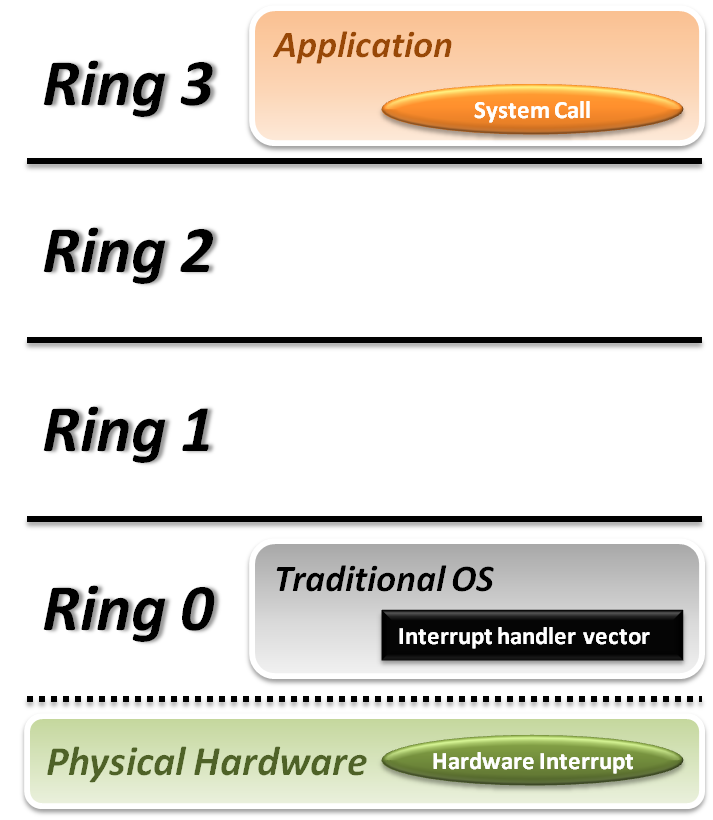 Ring 3
Application
System Call
Ring 2
Ring 1
Ring 0
Traditional OS
Interrupt handler vector
Physical Hardware
Hardware Interrupt